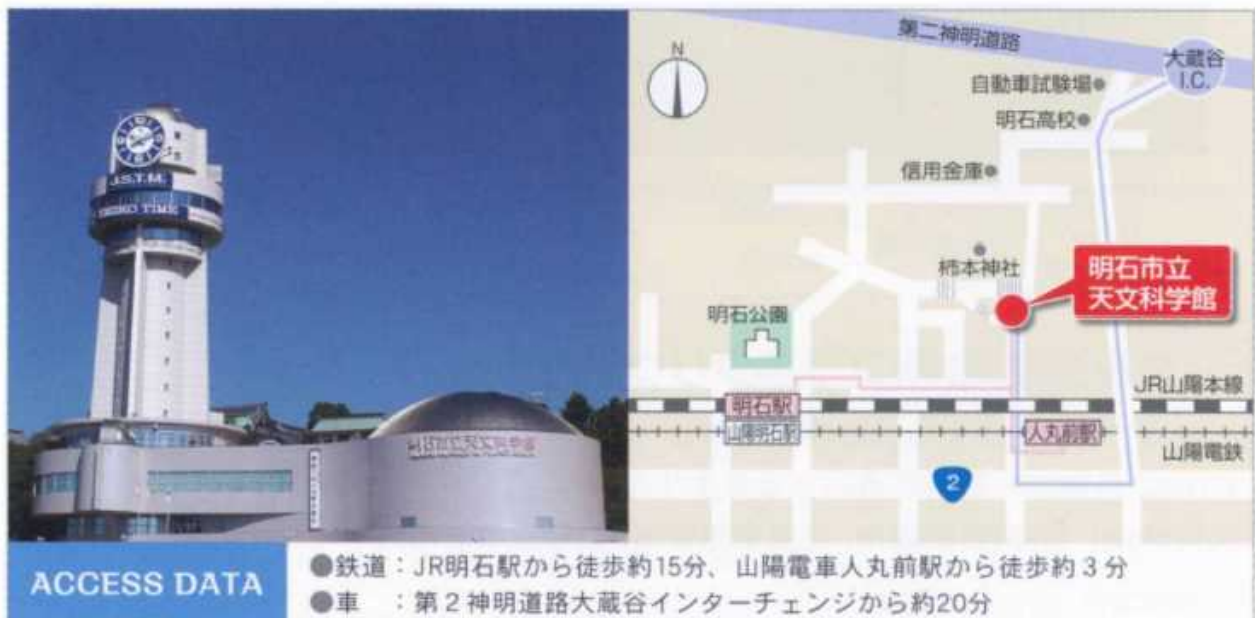 J.S.T.M.
SEIKO TIME
N
第二神明道路
大蔵谷
I.C.
自動車試験場
明石高校
信用金庫
柿本神社
明石市立
天文科学館
明石公園
JR山陽本線
明石駅
山陽明石駅
人丸前駅
山陽電鉄
2
ACCESS DATA
●鉄道：JR明石駅から徒歩約15分、山陽電車人丸前駅から徒歩約３分
●車　：第２神明道路大蔵谷インターチェンジから約20分